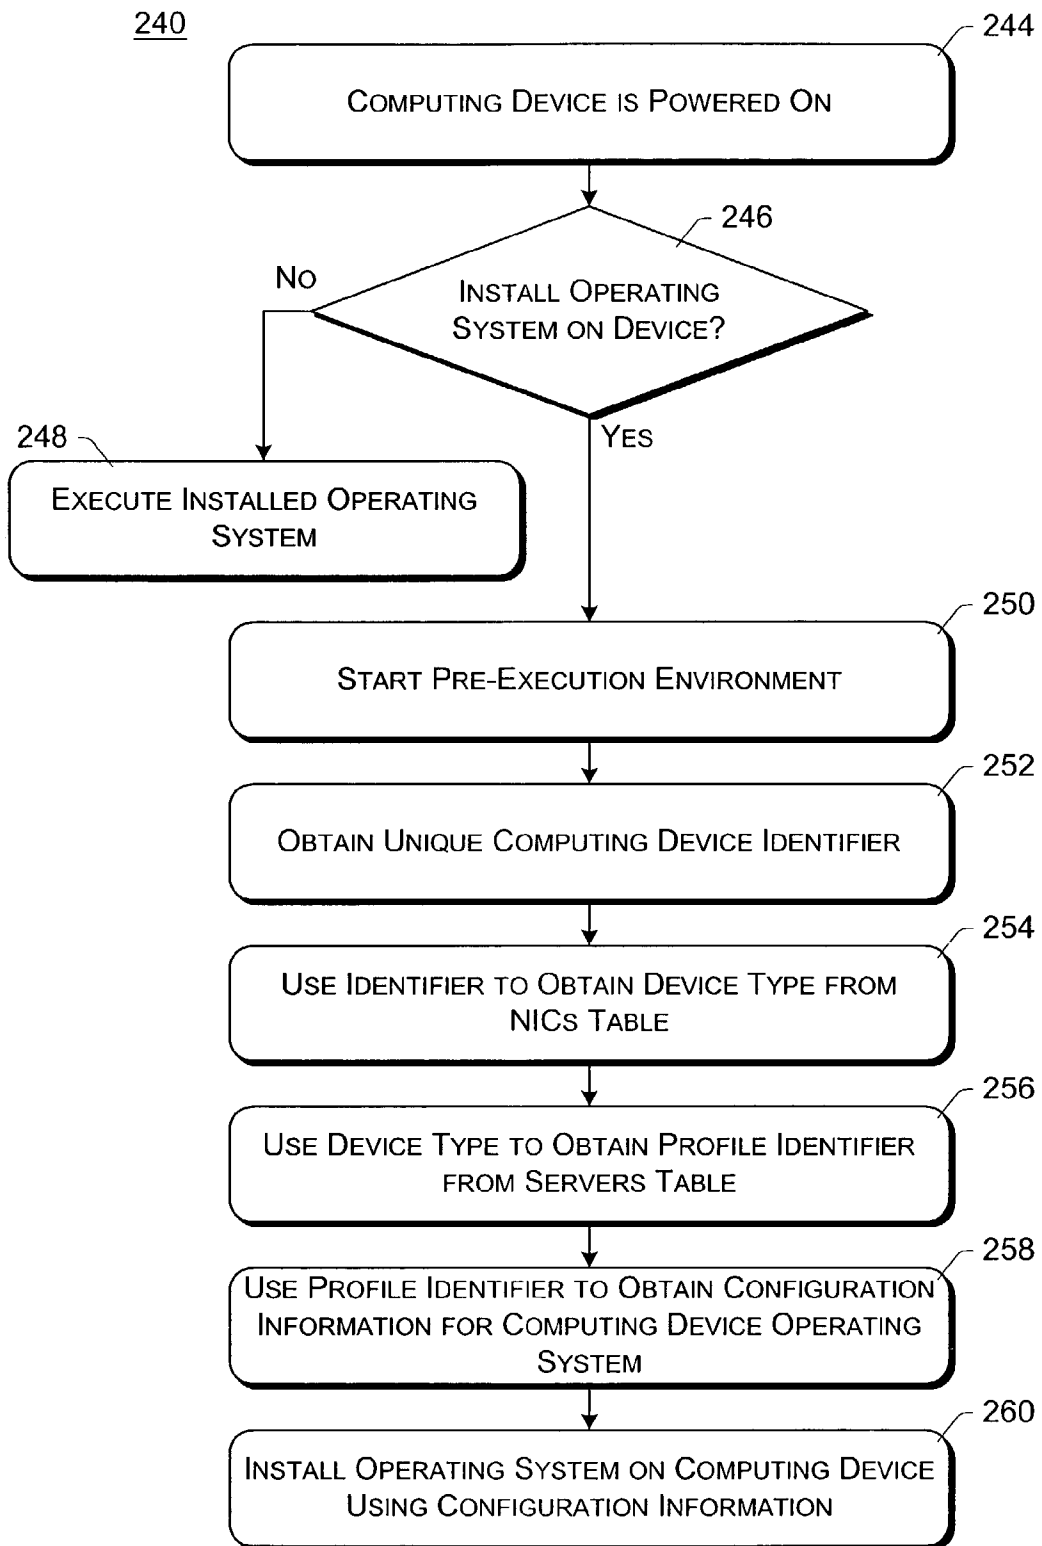 240
244
COMPUTING DEVICE IS POWERED ON
246
NO
INSTALL OPERATING
SYSTEM ON DEVICE?
YES
248
EXECUTE INSTALLED OPERATING
SYSTEM
250
START PRE-EXECUTION ENVIRONMENT
252
OBTAIN UNIQUE COMPUTING DEVICE IDENTIFIER
254
USE IDENTIFIER TO OBTAIN DEVICE TYPE FROM
NICS TABLE
256
USE DEVICE TYPE TO OBTAIN PROFILE IDENTIFIER
FROM SERVERS TABLE
258
USE PROFILE IDENTIFIER TO OBTAIN CONFIGURATION
INFORMATION FOR COMPUTING DEVICE OPERATING
SYSTEM
260
INSTALL OPERATING SYSTEM ON COMPUTING DEVICE
USING CONFIGURATION INFORMATION